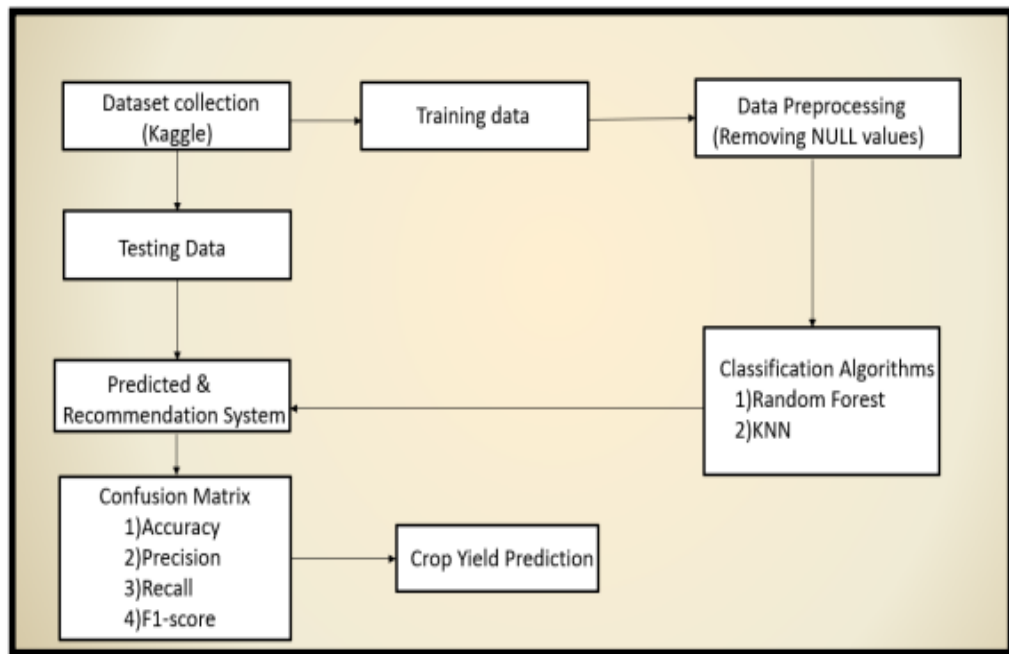 Dataset collection
(Kaggle)
Training data
Data Preprocessing
(Removing NULL values)
Testing Data
Predicted &
Recommendation System
Classification Algorithms
1)Random Forest
2)KNN
Confusion Matrix
1)Accuracy
2)Precision
3)Recall
4)F1-score
Crop Yield Prediction